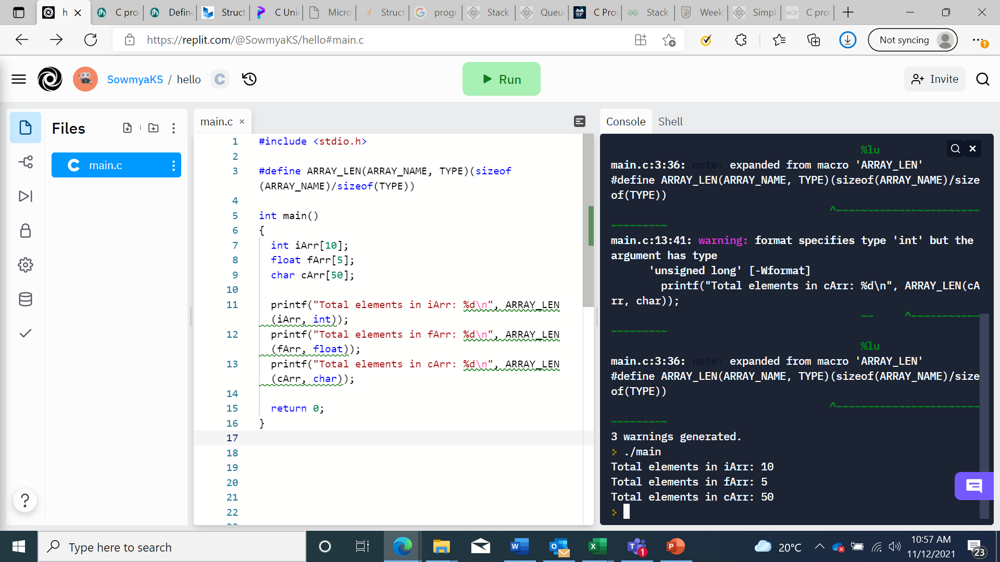 h
C pro
Define
Struct
C Uni
Micro
Struct
progr
Stack
Queu
C Pro
Stack
Week
Simpl
w3r C pro
https://replit.com/@SowmyaKS/hello#main.c
Not syncing
SowmyaKS / hello
C
Run
Invite
Files
main.c
main.c
Console
Shell
1 #include <stdio.h>
2
3 #define ARRAY_LEN(ARRAY_NAME, TYPE)(sizeof
(ARRAY_NAME)/sizeof(TYPE))
4
5 int main()
6 {
7 int iArr[10];
8 float fArr[5];
9 char cArr[50];
10
11 printf("Total elements in iArr: %d\n", ARRAY_LEN
(iArr, int));
12 printf("Total elements in fArr: %d\n", ARRAY_LEN
(fArr, float));
13 printf("Total elements in cArr: %d\n", ARRAY_LEN
(cArr, char));
14
15 return 0;
16 }
17
18
19
20
21
22
%lu
main.c:3:36: note: expanded from macro 'ARRAY_LEN'
#define ARRAY_LEN(ARRAY_NAME, TYPE)(sizeof(ARRAY_NAME)/size
of(TYPE))
^~~~~~~~~~~~~~~~~~~~~~~~
~~~~~~~~~
main.c:13:41: warning: format specifies type 'int' but the
argument has type
'unsigned long' [-Wformat]
printf("Total elements in cArr: %d\n", ARRAY_LEN(cA
rr, char));
~~ ^~~~~~~~~~~~
~~~~~~~~~
%lu
main.c:3:36: note: expanded from macro 'ARRAY_LEN'
#define ARRAY_LEN(ARRAY_NAME, TYPE)(sizeof(ARRAY_NAME)/size
of(TYPE))
^~~~~~~~~~~~~~~~~~~~~~~~
~~~~~~~~~
3 warnings generated.
> ./main
Total elements in iArr: 10
Total elements in fArr: 5
Total elements in cArr: 50
>
?
Type here to search
1
20°C
10:57 AM
11/12/2021
23